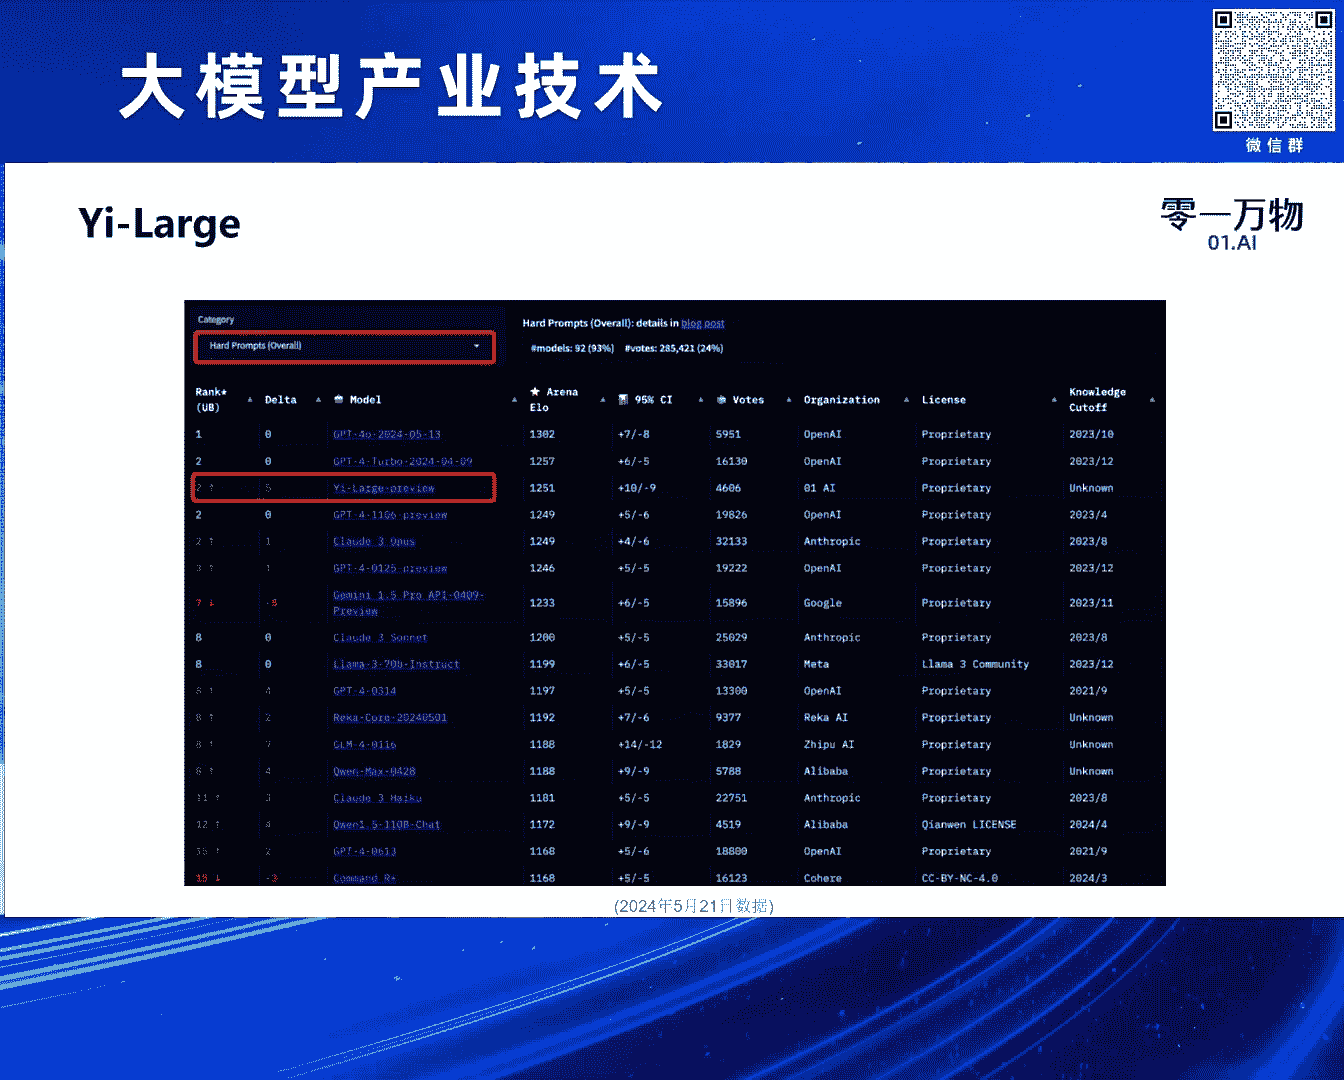 大模型产业技术
微信群
Yi-Large
零一万物
01.AI
Category
Hard Prompts (Overall)
Hard Prompts (Overall): details in blog post
#models: 92 (93%) #votes: 285,421 (24%)
Rank* (UB) Delta Model Arena Elo 95% CI Votes Organization License Knowledge Cutoff
1 0 GPT-4o-2024-05-13 1302 +7/-8 5951 OpenAI Proprietary 2023/10
2 0 GPT-4-Turbo-2024-04-09 1257 +6/-5 16130 OpenAI Proprietary 2023/12
2 ↑ 5 Yi-Large-preview 1251 +10/-9 4606 01 AI Proprietary Unknown
2 0 GPT-4-1106-preview 1249 +5/-6 19826 OpenAI Proprietary 2023/4
2 ↑ 1 Claude 3 Opus 1249 +4/-6 32133 Anthropic Proprietary 2023/8
3 ↑ 1 GPT-4-0125-preview 1246 +5/-5 19222 OpenAI Proprietary 2023/12
7 ↓ Gemini 1.5 Pro API-0409-Preview 1233 +6/-5 15896 Google Proprietary 2023/11
8 0 Claude 3 Sonnet 1200 +5/-5 25029 Anthropic Proprietary 2023/8
8 0 Llama-3-70b-Instruct 1199 +6/-5 33017 Meta Llama 3 Community 2023/12
8 ↑ 4 GPT-4-0314 1197 +5/-5 13300 OpenAI Proprietary 2021/9
8 ↑ 2 Reka-Core-20240501 1192 +7/-6 9377 Reka AI Proprietary Unknown
8 ↑ 7 GLM-4-0116 1188 +14/-12 1829 Zhipu AI Proprietary Unknown
8 ↑ 4 Qwen-Max-0428 1188 +9/-9 5788 Alibaba Proprietary Unknown
11 ↑ 3 Claude 3 Haiku 1181 +5/-5 22751 Anthropic Proprietary 2023/8
12 ↑ 4 Qwen1.5-110B-Chat 1172 +9/-9 4519 Alibaba Qianwen LICENSE 2024/4
↑ 2 GPT-4-0613 1168 +5/-6 18800 OpenAI Proprietary 2021/9
↓ -3 Command R+ 1168 +5/-5 16123 Cohere CC-BY-NC-4.0 2024/3
(2024年5月21日数据)